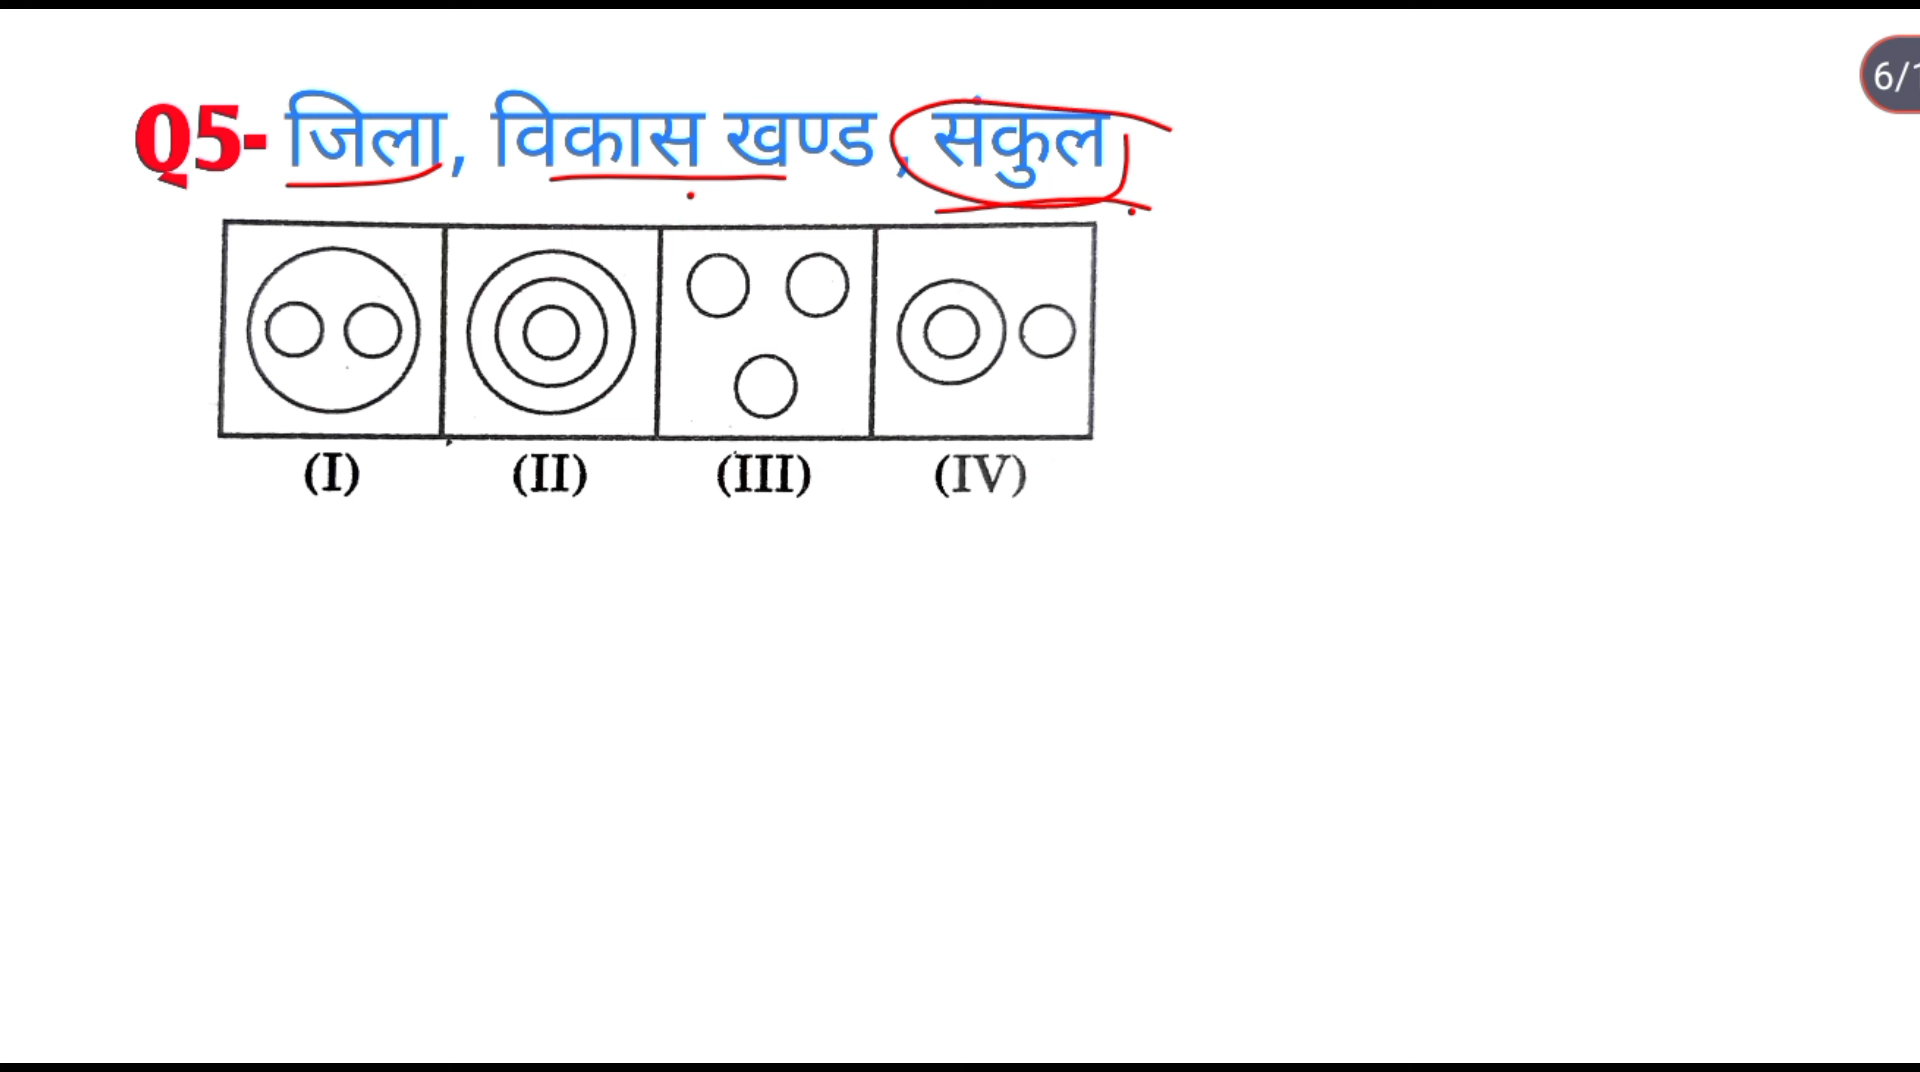 6/1
Q5- जिला, विकास खण्ड, संकुल
(I) (II) (III) (IV)